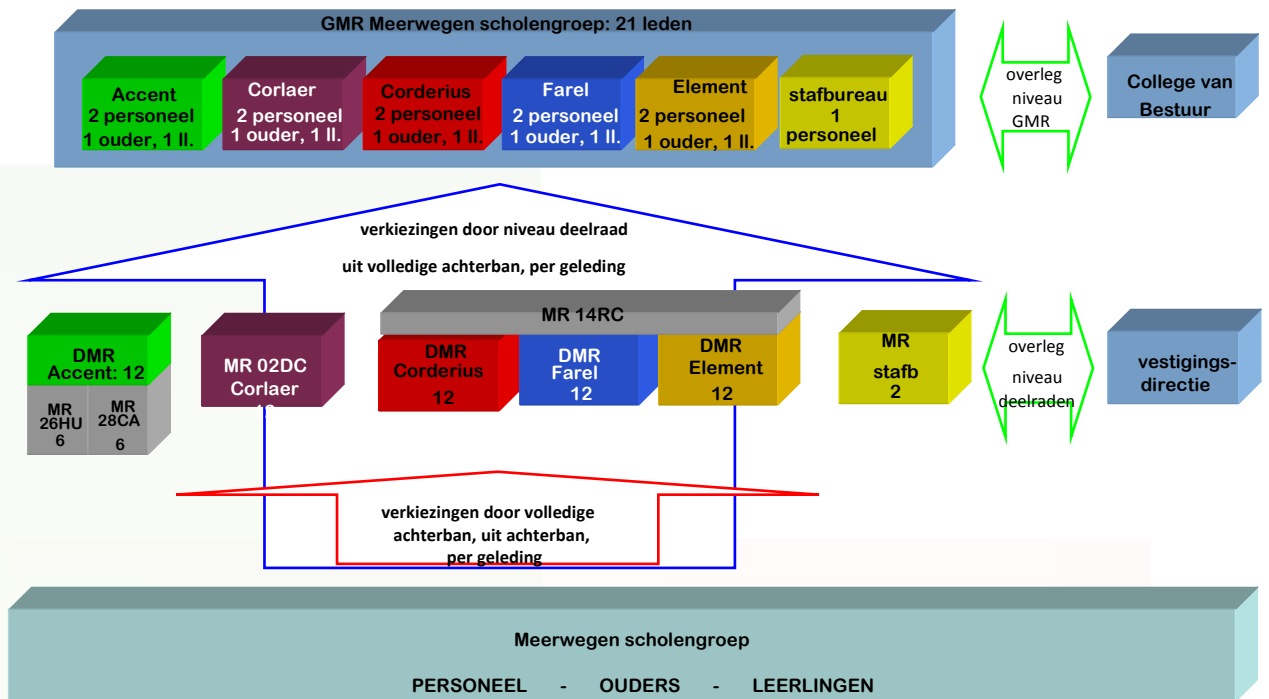 GMR Meerwegen scholengroep: 21 leden
Accent
2 personeel
1 ouder, 1 ll.
Corlaer
2 personeel
1 ouder, 1 ll.
Corderius
2 personeel
1 ouder, 1 ll.
Farel
2 personeel
1 ouder, 1 ll.
Element
2 personeel
1 ouder, 1 ll.
stafbureau
1
personeel
overleg
niveau
GMR
College van
Bestuur
verkiezingen door niveau deelraad
uit volledige achterban, per geleding
DMR
Accent: 12
MR
26HU
6
MR
28CA
6
MR 02DC
Corlaer
MR 14RC
DMR
Corderius
12
DMR
Farel
12
DMR
Element
12
MR
stafb
2
overleg
niveau
deelraden
vestigings-
directie
verkiezingen door volledige
achterban, uit achterban,
per geleding
Meerwegen scholengroep
PERSONEEL - OUDERS - LEERLINGEN